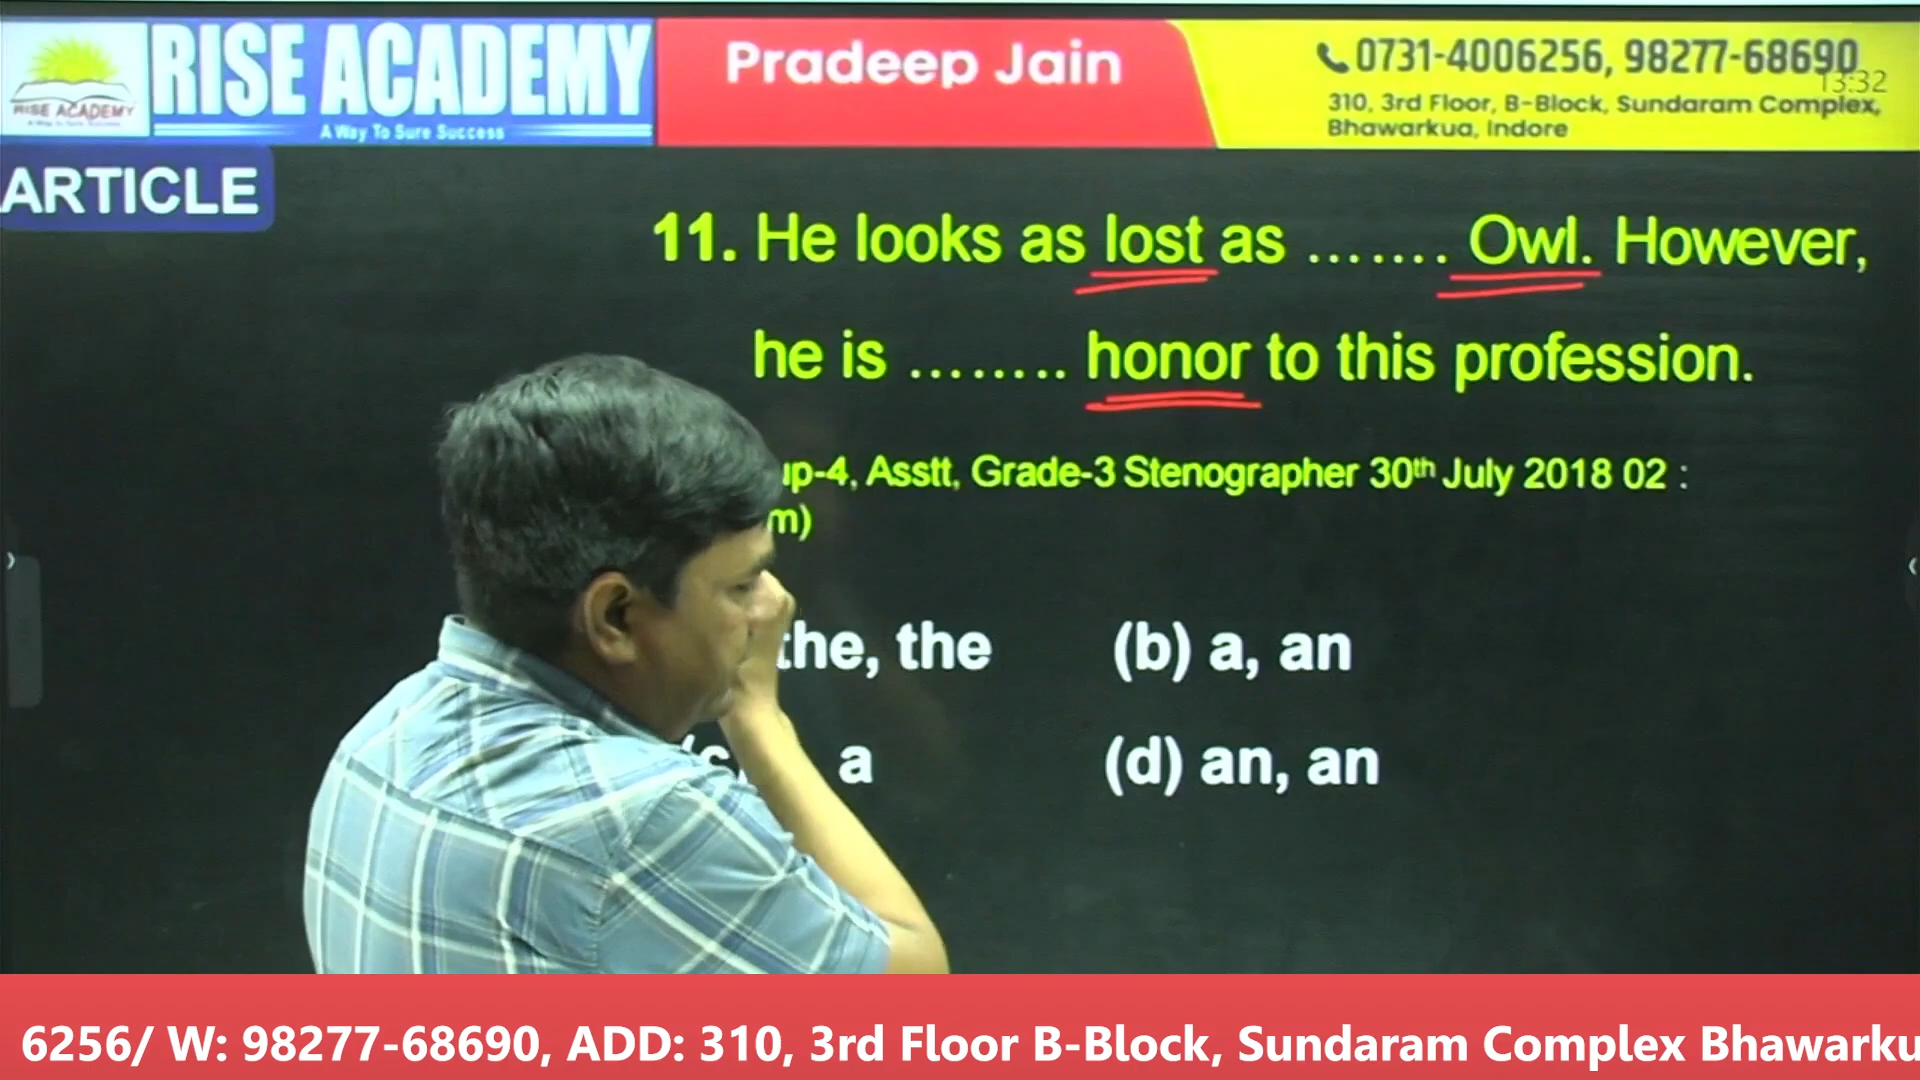 RISE ACADEMY
A Way To Sure Success
RISE ACADEMY
Pradeep Jain
0731-4006256, 98277-68690
13:32
310, 3rd Floor, B-Block, Sundaram Complex,
Bhawarkua, Indore
ARTICLE
11. He looks as lost as ....... Owl. However,
he is ........ honor to this profession.
up-4, Asstt, Grade-3 Stenographer 30th July 2018 02 :
m)
the, the
(b) a, an
(c) a
(d) an, an
6256/ W: 98277-68690, ADD: 310, 3rd Floor B-Block, Sundaram Complex Bhawarku